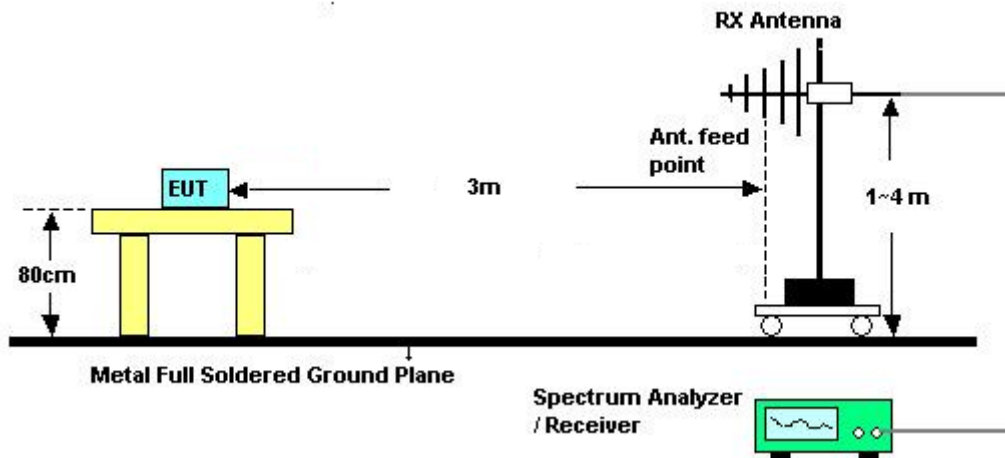 RX Antenna
Ant. feed
point
EUT
3m
1~4 m
80cm
Metal Full Soldered Ground Plane
Spectrum Analyzer
/ Receiver